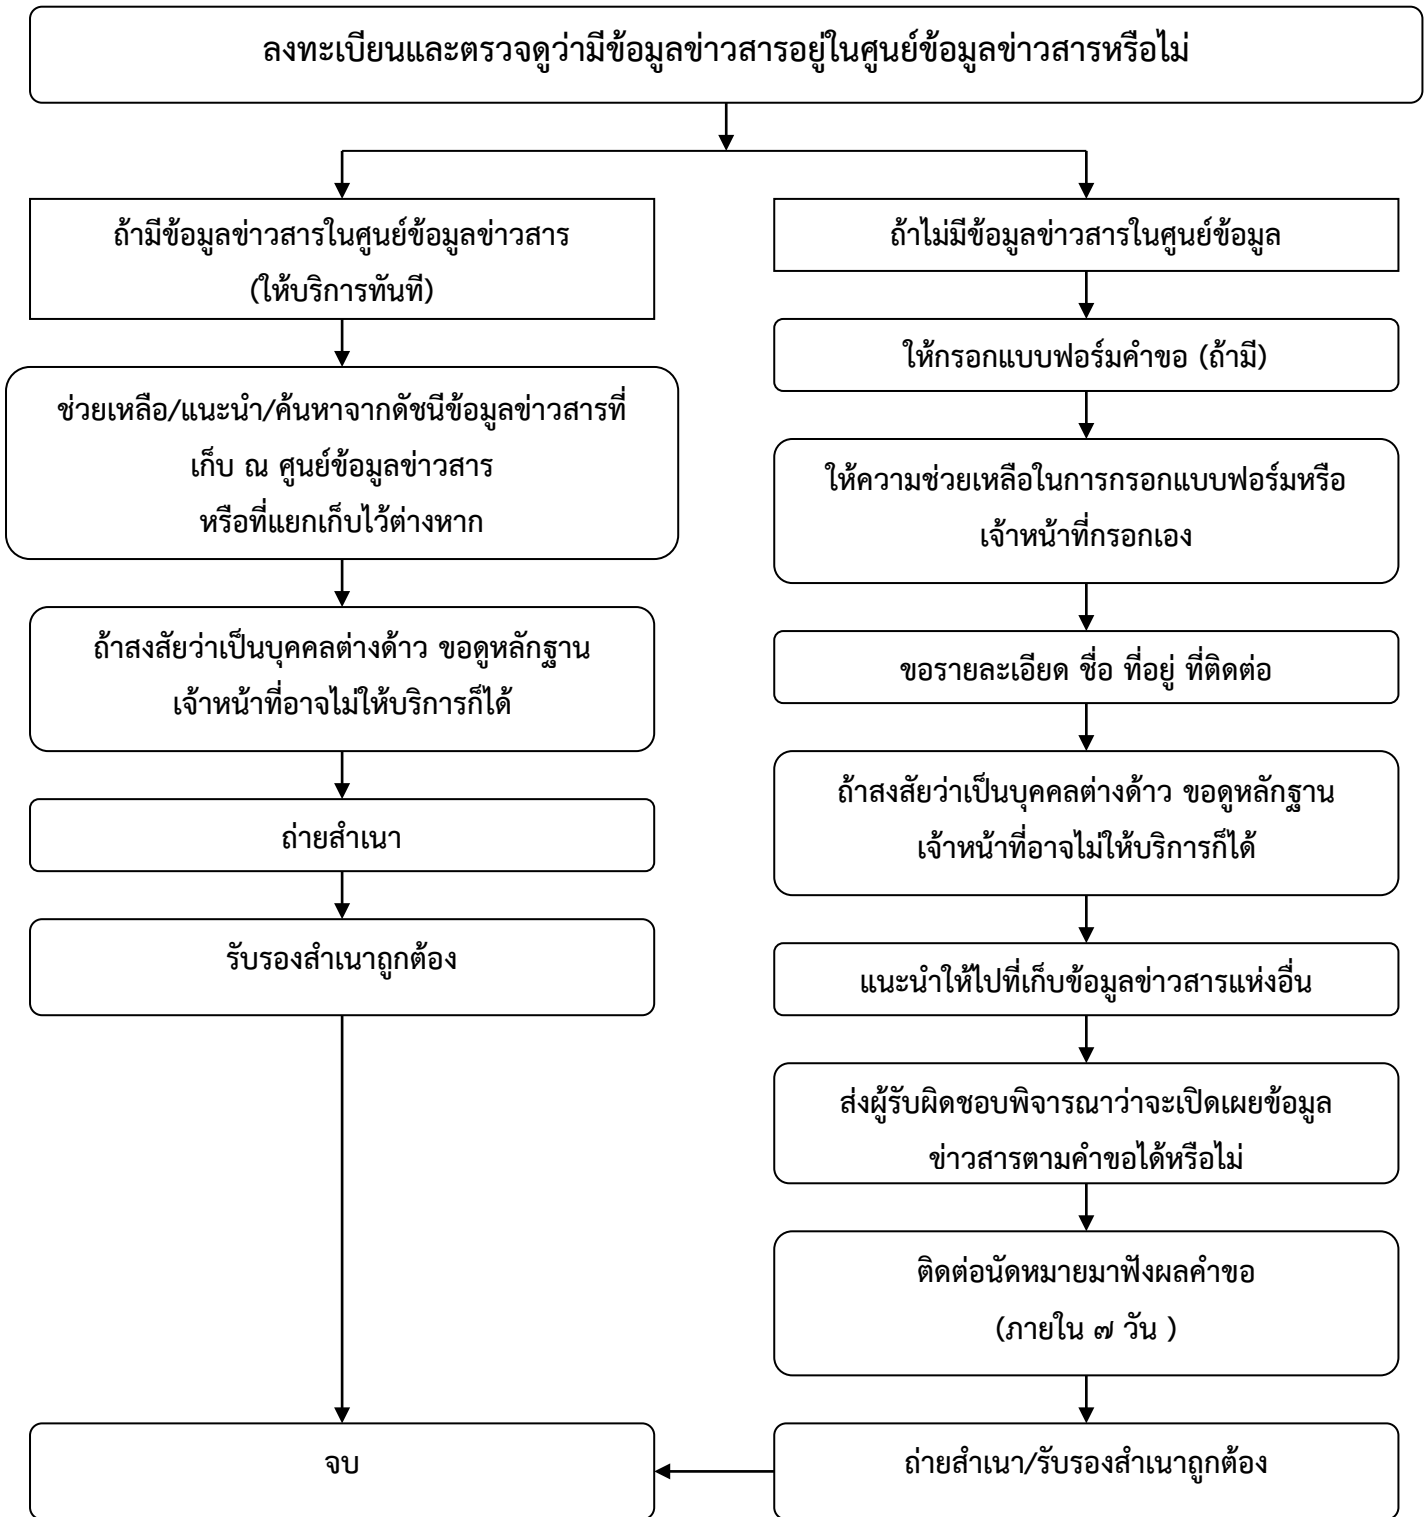 ลงทะเบียนและตรวจดูว่ามีข้อมูลข่าวสารอยู่ในศูนย์ข้อมูลข่าวสารหรือไม่
ถ้ามีข้อมูลข่าวสารในศูนย์ข้อมูลข่าวสาร
(ให้บริการทันที)
ช่วยเหลือ/แนะนำ/ค้นหาจากดัชนีข้อมูลข่าวสารที่
เก็บ ณ ศูนย์ข้อมูลข่าวสาร
หรือที่แยกเก็บไว้ต่างหาก
ถ้าสงสัยว่าเป็นบุคคลต่างด้าว ขอดูหลักฐาน
เจ้าหน้าที่อาจไม่ให้บริการก็ได้
ถ่ายสำเนา
รับรองสำเนาถูกต้อง
ถ้าไม่มีข้อมูลข่าวสารในศูนย์ข้อมูล
ให้กรอกแบบฟอร์มคำขอ (ถ้ามี)
ให้ความช่วยเหลือในการกรอกแบบฟอร์มหรือ
เจ้าหน้าที่กรอกเอง
ขอรายละเอียด ชื่อ ที่อยู่ ที่ติดต่อ
ถ้าสงสัยว่าเป็นบุคคลต่างด้าว ขอดูหลักฐาน
เจ้าหน้าที่อาจไม่ให้บริการก็ได้
แนะนำให้ไปที่เก็บข้อมูลข่าวสารแห่งอื่น
ส่งผู้รับผิดชอบพิจารณาว่าจะเปิดเผยข้อมูล
ข่าวสารตามคำขอได้หรือไม่
ติดต่อนัดหมายมาฟังผลคำขอ
(ภายใน ๗ วัน )
ถ่ายสำเนา/รับรองสำเนาถูกต้อง
จบ